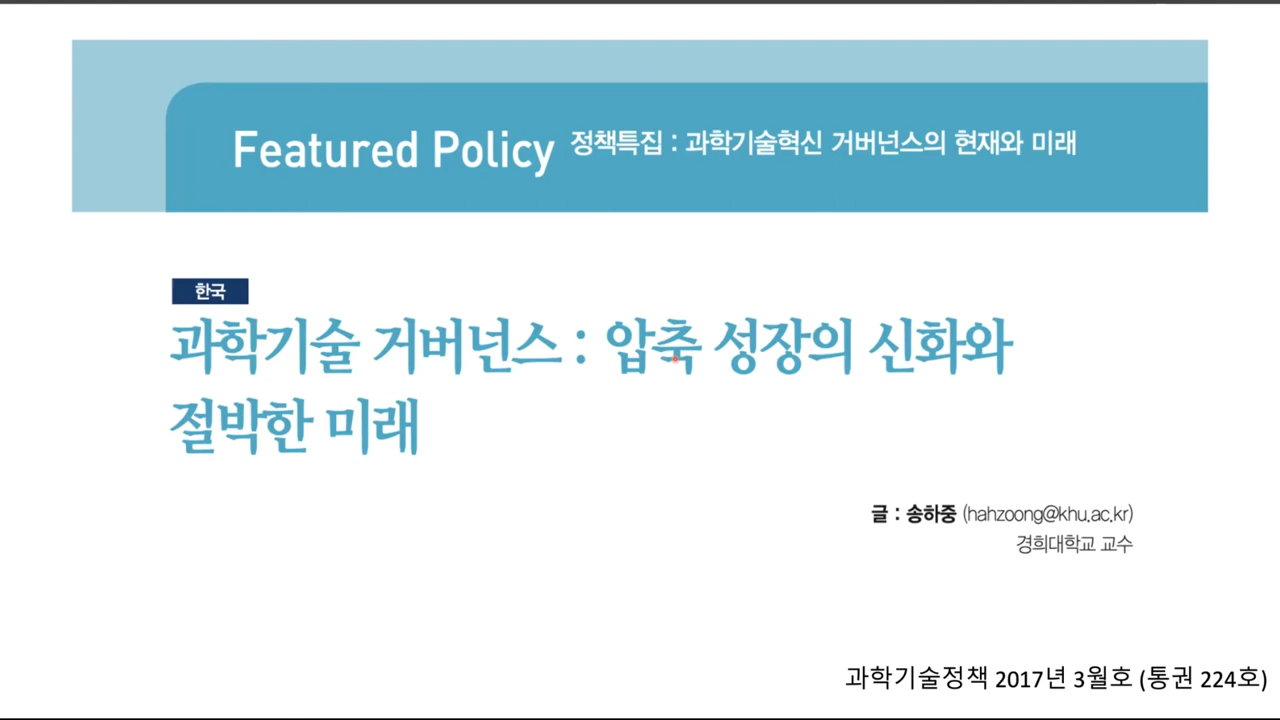 Featured Policy 정책특집 : 과학기술혁신 거버넌스의 현재와 미래
한국
과학기술 거버넌스 : 압축 성장의 신화와
절박한 미래
글 : 송하중 (hahzoong@khu.ac.kr)
경희대학교 교수
과학기술정책 2017년 3월호 (통권 224호)